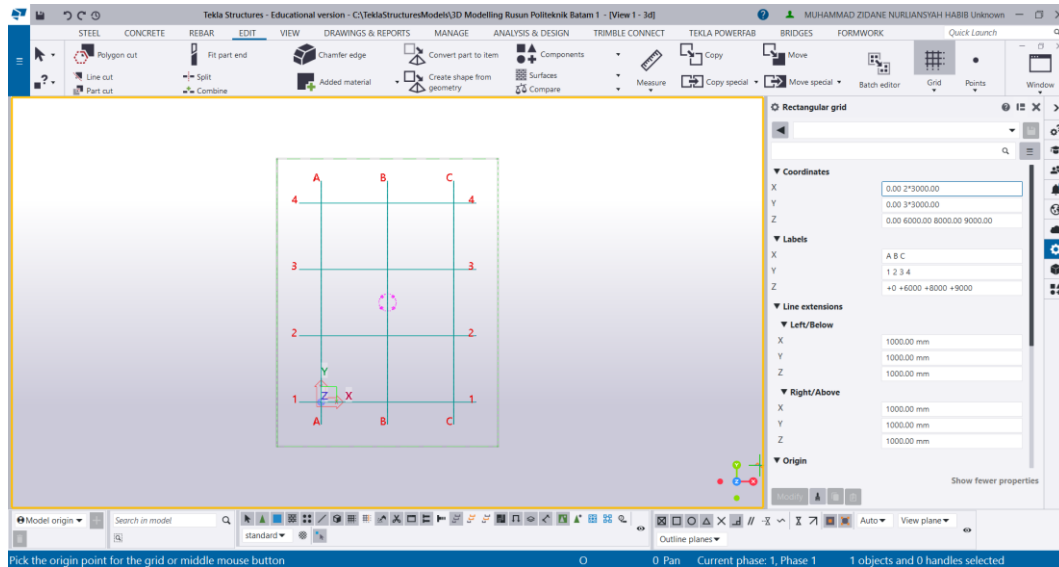 Tekla Structures - Educational version - C:\TeklaStructuresModels\3D Modelling Rusun Politeknik Batam 1 - [View 1 - 3d]
MUHAMMAD ZIDANE NURLIANSYAH HABIB Unknown
STEEL CONCRETE REBAR EDIT VIEW DRAWINGS & REPORTS MANAGE ANALYSIS & DESIGN TRIMBLE CONNECT TEKLA POWERFAB BRIDGES FORMWORK Quick Launch
Polygon cut Fit part end Chamfer edge Convert part to item Components Copy Move
Line cut Split Added material Create shape from geometry Surfaces Measure Copy special Move special Batch editor Grid Points Window
Part cut Combine Compare
Rectangular grid
Coordinates
X 0.00 2*3000.00
Y 0.00 3*3000.00
Z 0.00 6000.00 8000.00 9000.00
Labels
X A B C
Y 1 2 3 4
Z +0 +6000 +8000 +9000
Line extensions
Left/Below
X 1000.00 mm
Y 1000.00 mm
Z 1000.00 mm
Right/Above
X 1000.00 mm
Y 1000.00 mm
Z 1000.00 mm
Origin
Show fewer properties
Modify
A B C
4 4
3 3
2 2
Y
Z X
1 1
A B C
Y
Z X
Model origin Search in model
standard
Auto View plane
Outline planes
Pick the origin point for the grid or middle mouse button O 0 Pan Current phase: 1, Phase 1 1 objects and 0 handles selected